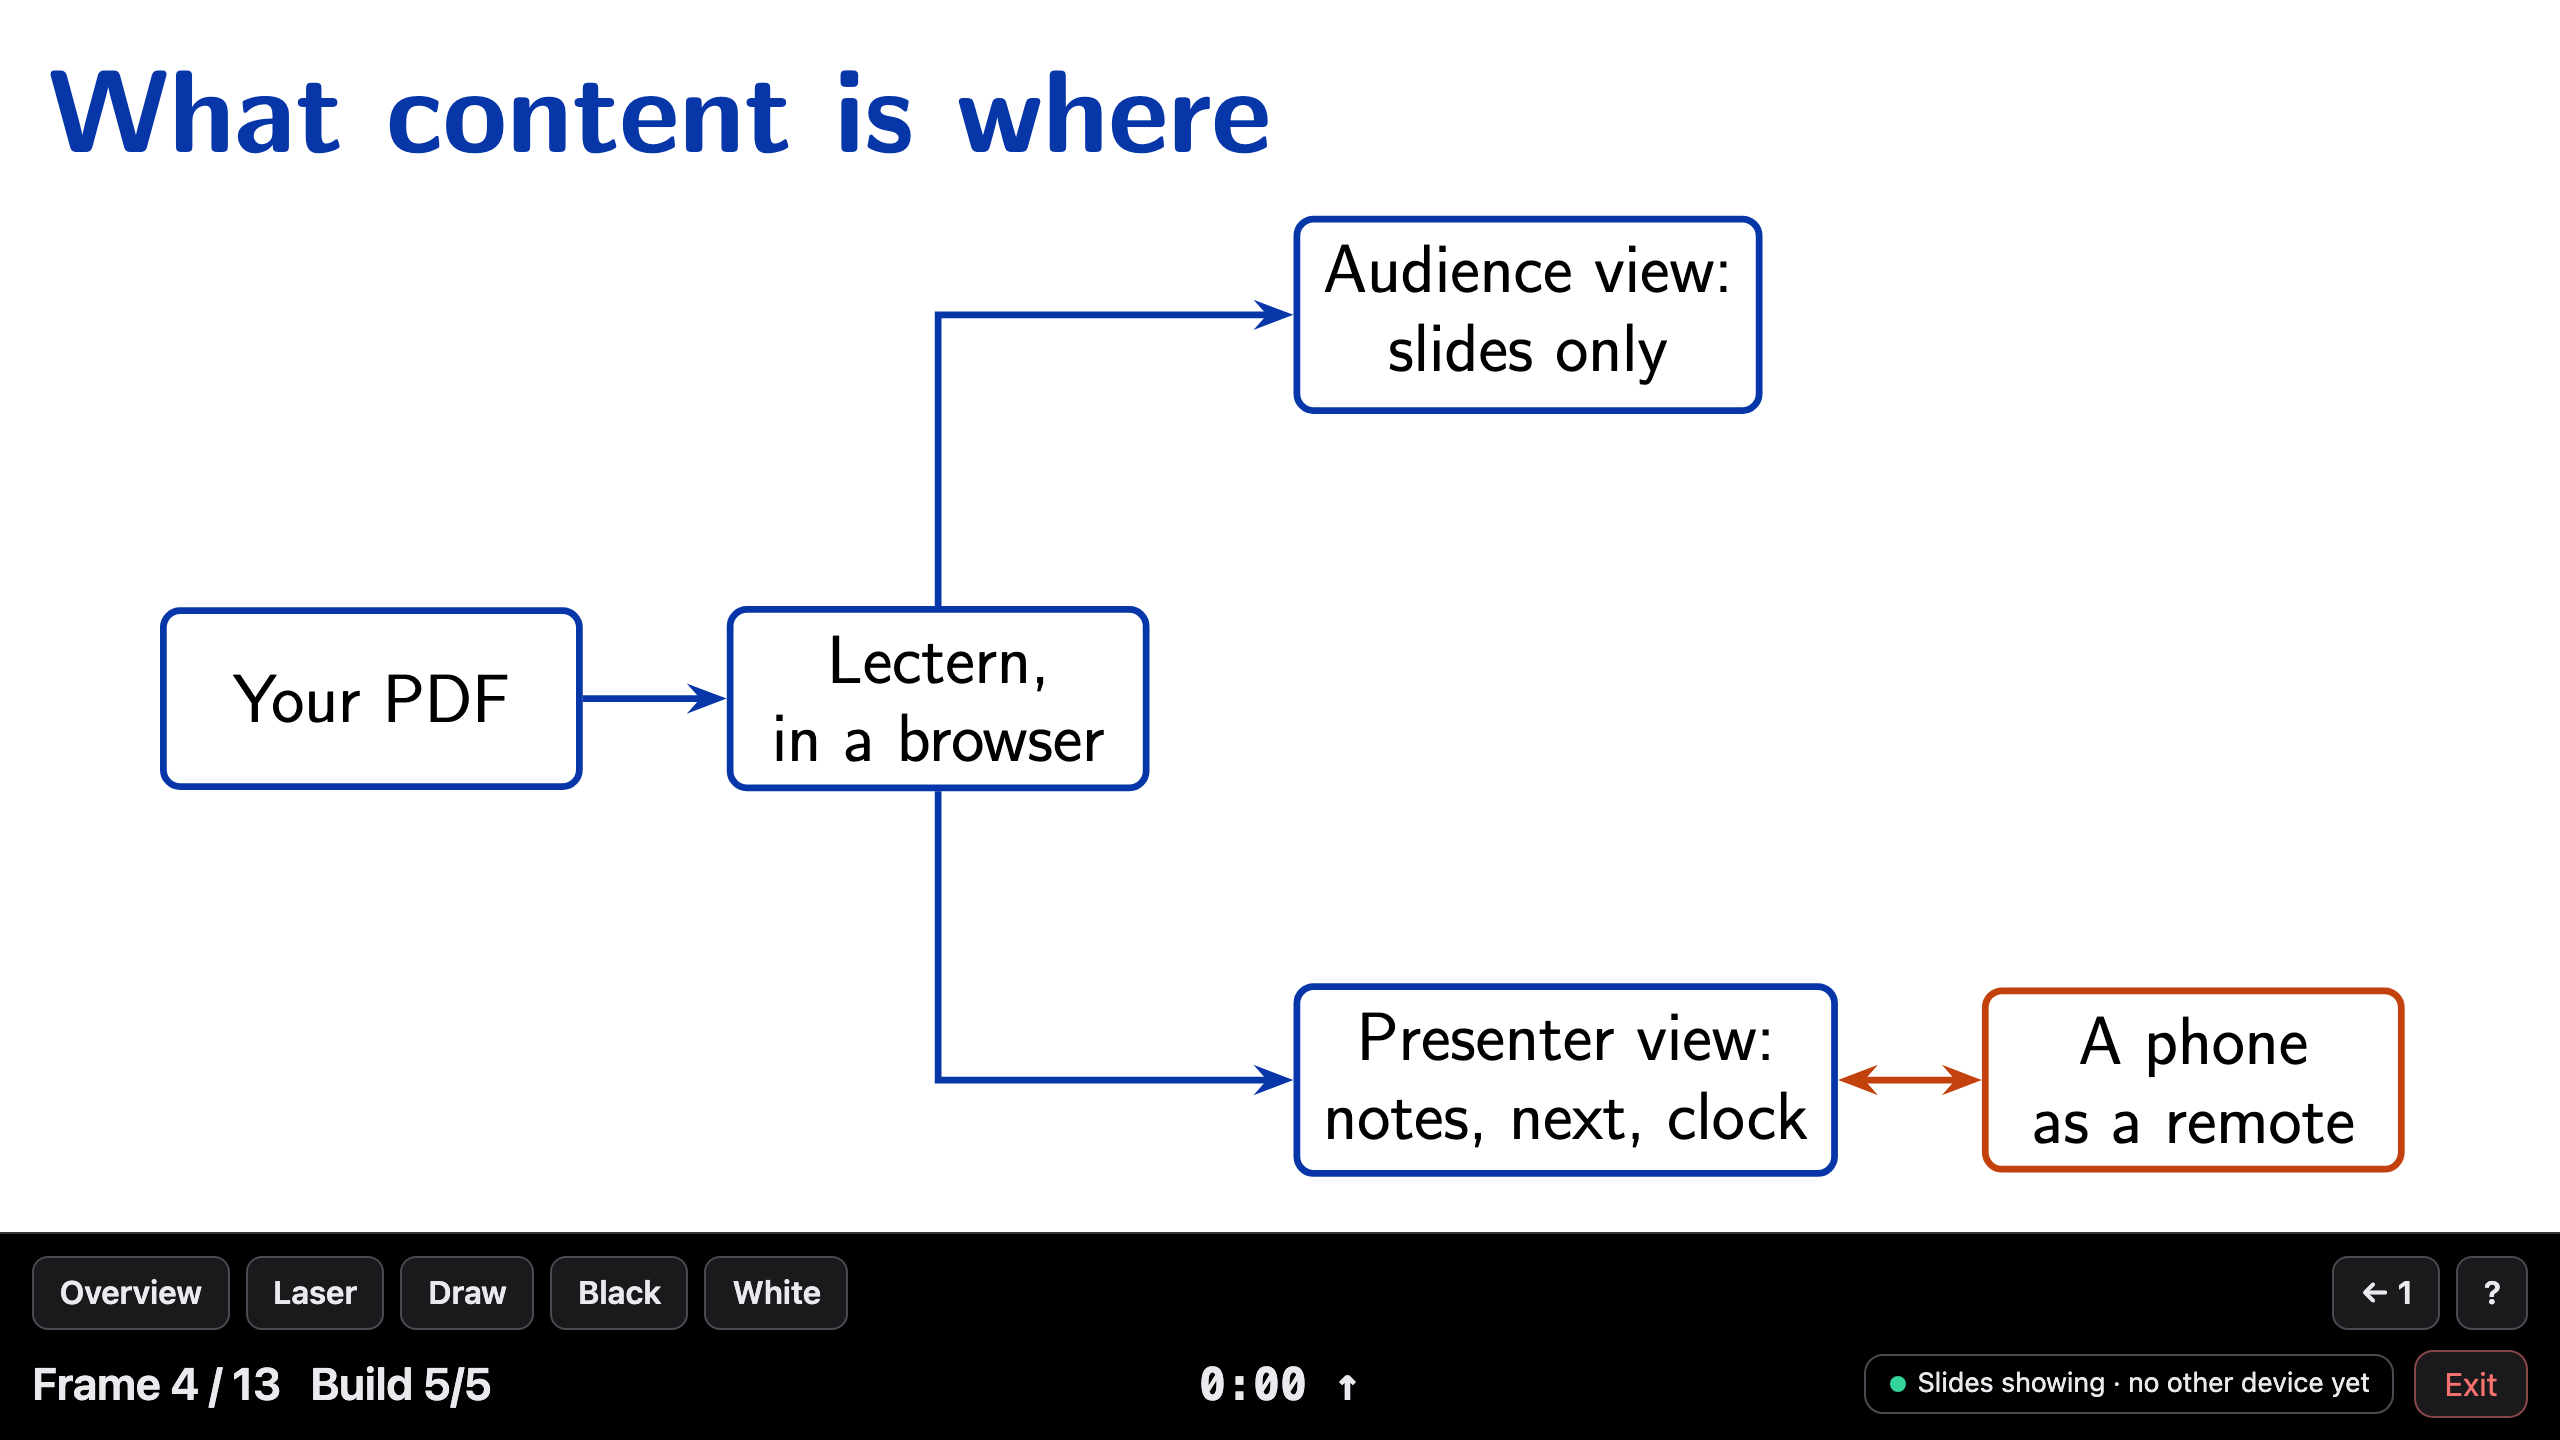 What content is where
Audience view:
slides only
Your PDF
Lectern,
in a browser
Presenter view:
notes, next, clock
A phone
as a remote
Overview
Laser
Draw
Black
White
← 1
?
Frame 4 / 13 Build 5/5
0:00 ↑
Slides showing · no other device yet
Exit